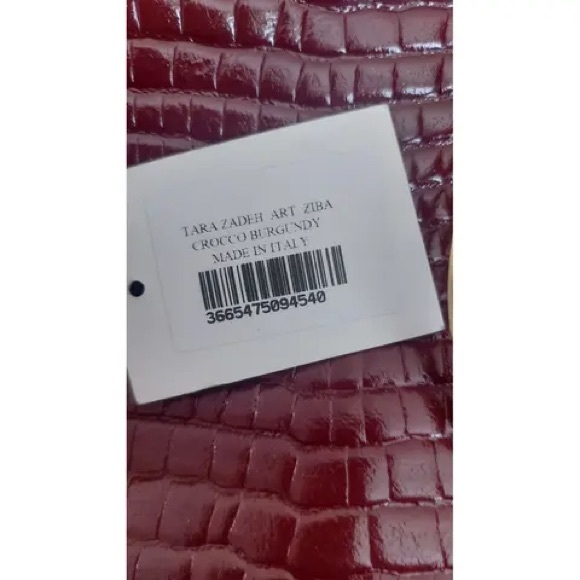 TARA ZADEH ART ZIBA
CROCCO BURGUNDY
MADE IN ITALY
3665475094540